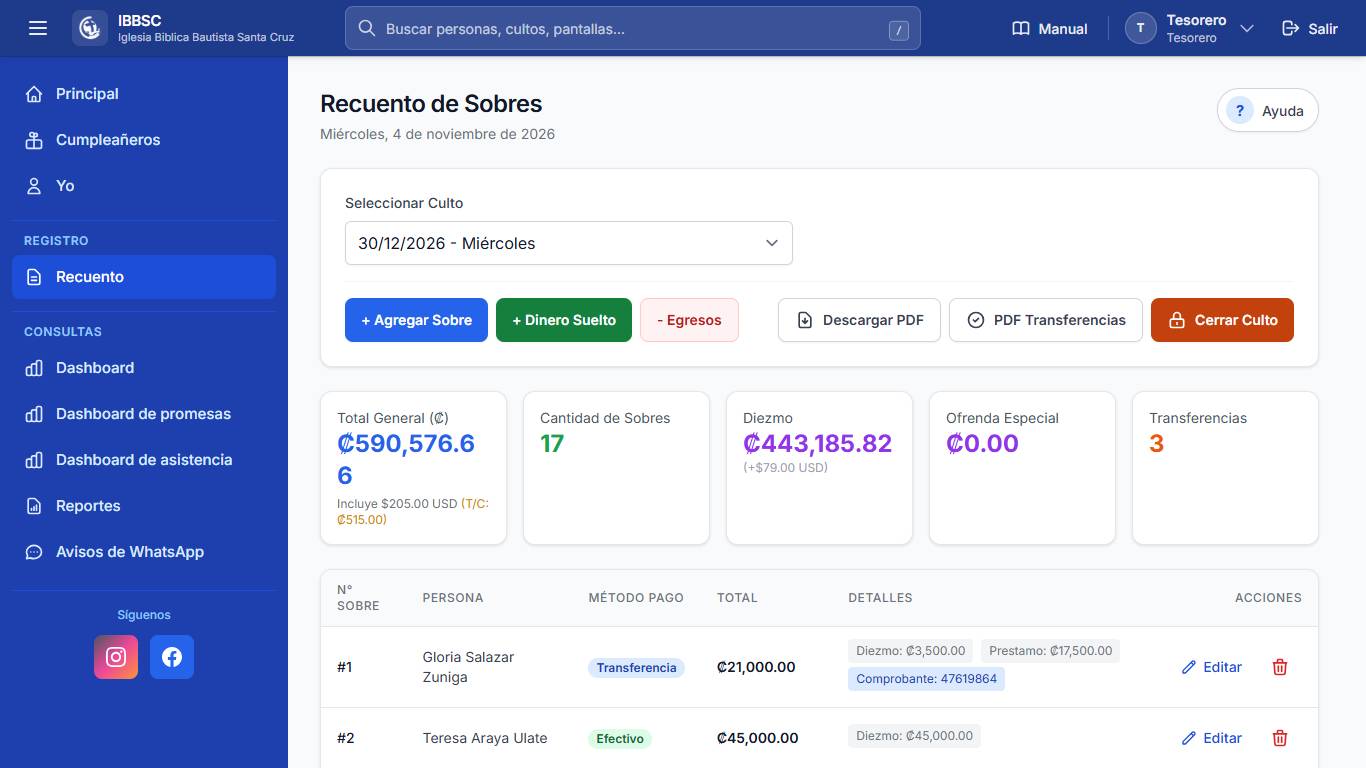 IBBSC
Iglesia Biblica Bautista Santa Cruz
Buscar personas, cultos, pantallas...
/
Manual
T
Tesorero
Tesorero
Salir
Principal
Cumpleañeros
Yo
REGISTRO
Recuento
CONSULTAS
Dashboard
Dashboard de promesas
Dashboard de asistencia
Reportes
Avisos de WhatsApp
Síguenos
Recuento de Sobres
Miércoles, 4 de noviembre de 2026
? Ayuda
Seleccionar Culto
30/12/2026 - Miércoles
+ Agregar Sobre
+ Dinero Suelto
- Egresos
Descargar PDF
PDF Transferencias
Cerrar Culto
Total General (₡)
₡590,576.6
6
Incluye $205.00 USD (T/C:
₡515.00)
Cantidad de Sobres
17
Diezmo
₡443,185.82
(+$79.00 USD)
Ofrenda Especial
₡0.00
Transferencias
3
N°
SOBRE
PERSONA
MÉTODO PAGO
TOTAL
DETALLES
ACCIONES
#1
Gloria Salazar
Zuniga
Transferencia
₡21,000.00
Diezmo: ₡3,500.00
Prestamo: ₡17,500.00
Comprobante: 47619864
Editar
#2
Teresa Araya Ulate
Efectivo
₡45,000.00
Diezmo: ₡45,000.00
Editar